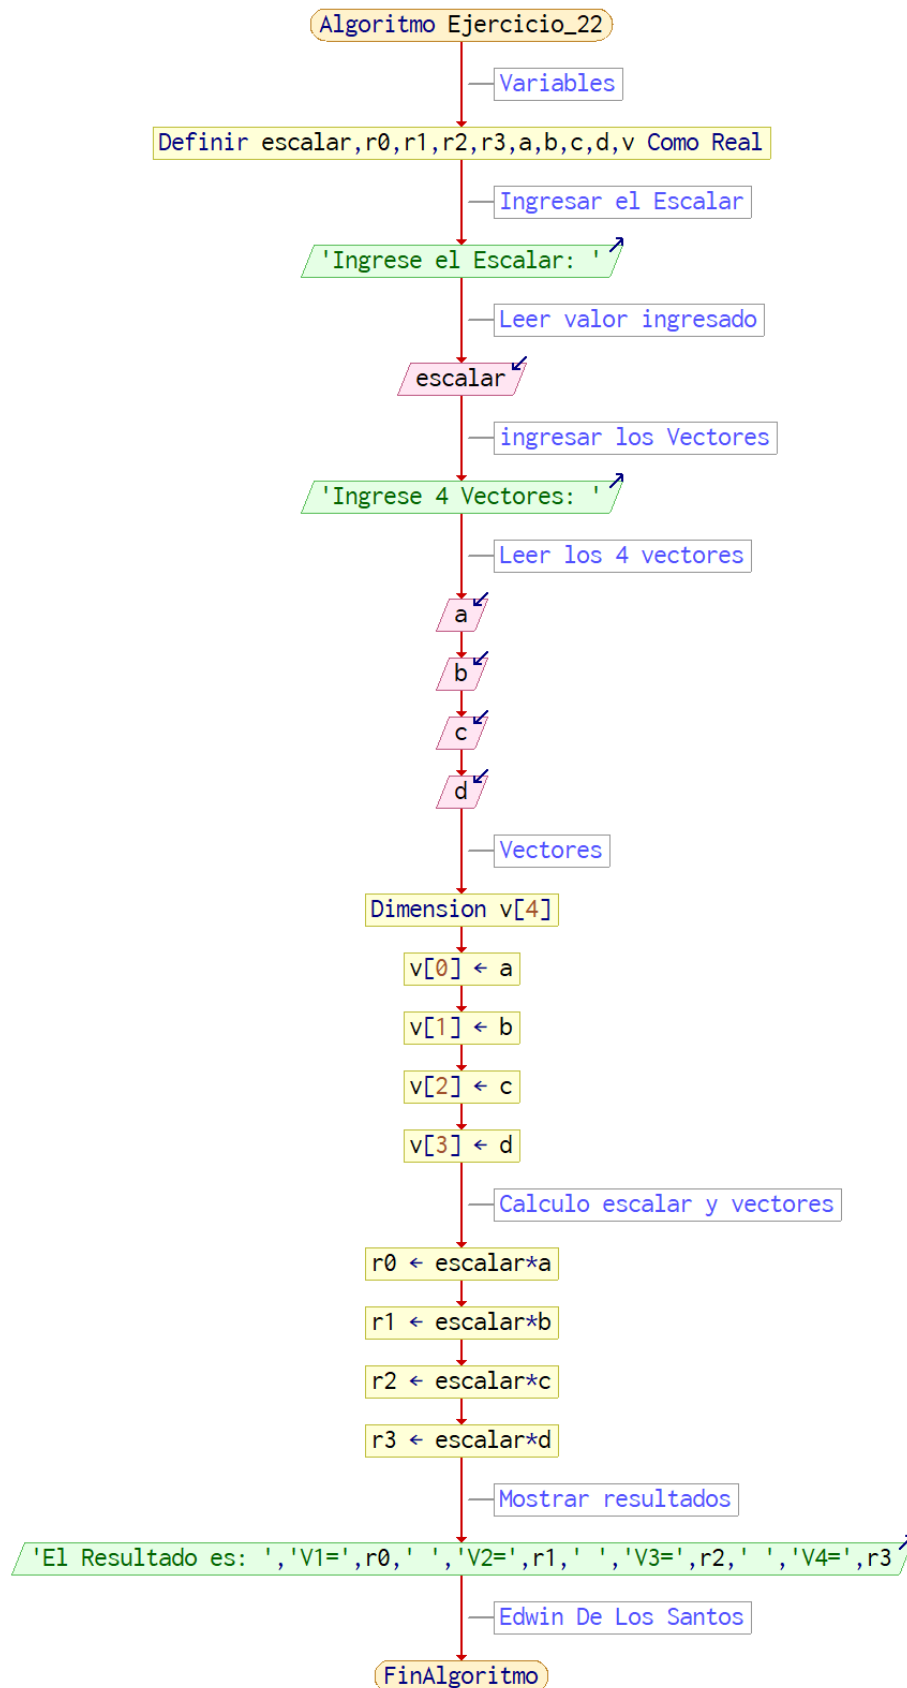 Algoritmo Ejercicio_22
Variables
Definir escalar,r0,r1,r2,r3,a,b,c,d,v Como Real
Ingresar el Escalar
'Ingrese el Escalar: '
Leer valor ingresado
escalar
ingresar los Vectores
'Ingrese 4 Vectores: '
Leer los 4 vectores
a
b
c
d
Vectores
Dimension v[4]
v[0] ← a
v[1] ← b
v[2] ← c
v[3] ← d
Calculo escalar y vectores
r0 ← escalar*a
r1 ← escalar*b
r2 ← escalar*c
r3 ← escalar*d
Mostrar resultados
'El Resultado es: ','V1=',r0,' ','V2=',r1,' ','V3=',r2,' ','V4=',r3
Edwin De Los Santos
FinAlgoritmo